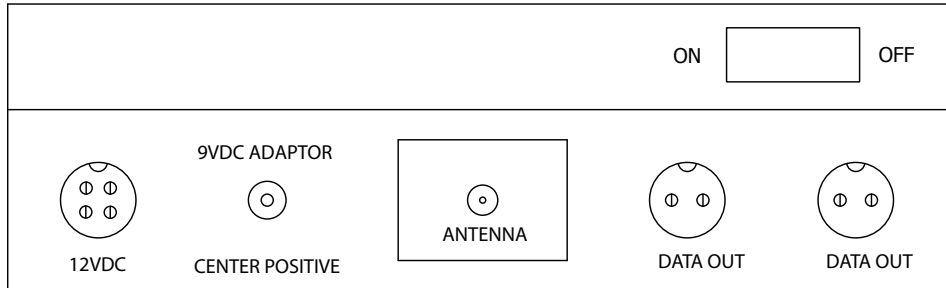 ON
OFF
9VDC ADAPTOR
ANTENNA
12VDC
CENTER POSITIVE
DATA OUT
DATA OUT